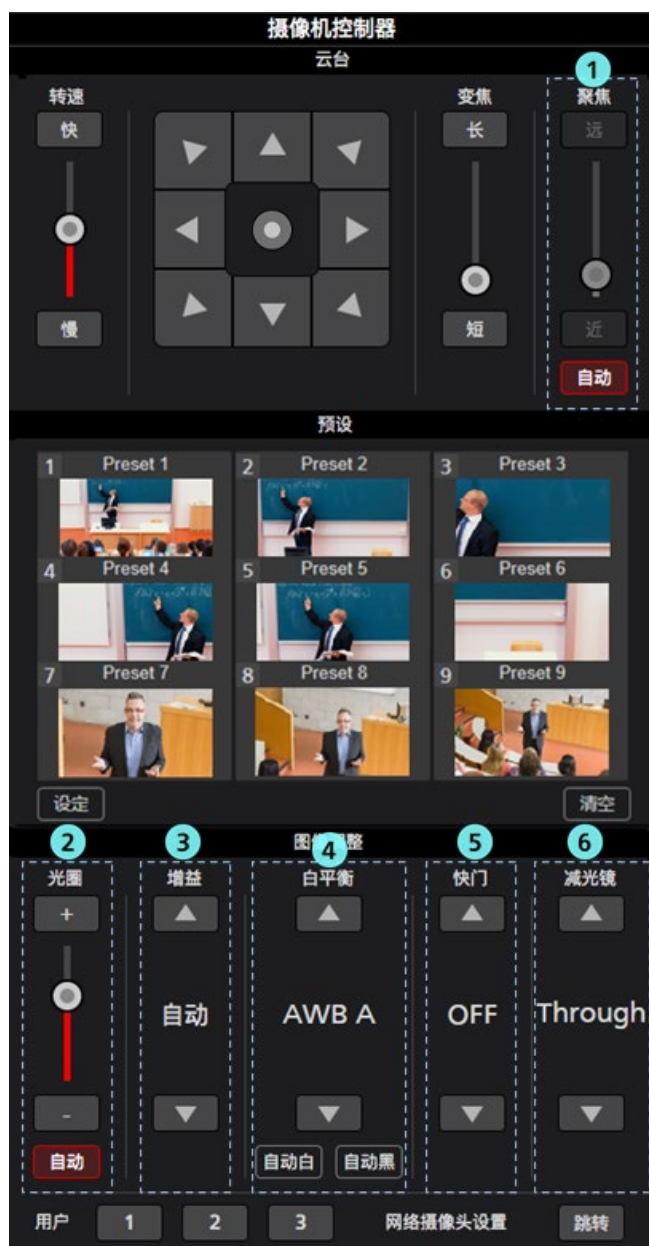 摄像机控制器
云台
1
转速 变焦 聚焦
快 长 远
慢 短 近
自动
预设
1 Preset 1 2 Preset 2 3 Preset 3
4 Preset 4 5 Preset 5 6 Preset 6
7 Preset 7 8 Preset 8 9 Preset 9
设定 清空
2 3 图像调整 4 5 6
光圈 增益 白平衡 快门 减光镜
+
自动 AWB A OFF Through
-
自动 自动白 自动黑
用户 1 2 3 网络摄像头设置 跳转